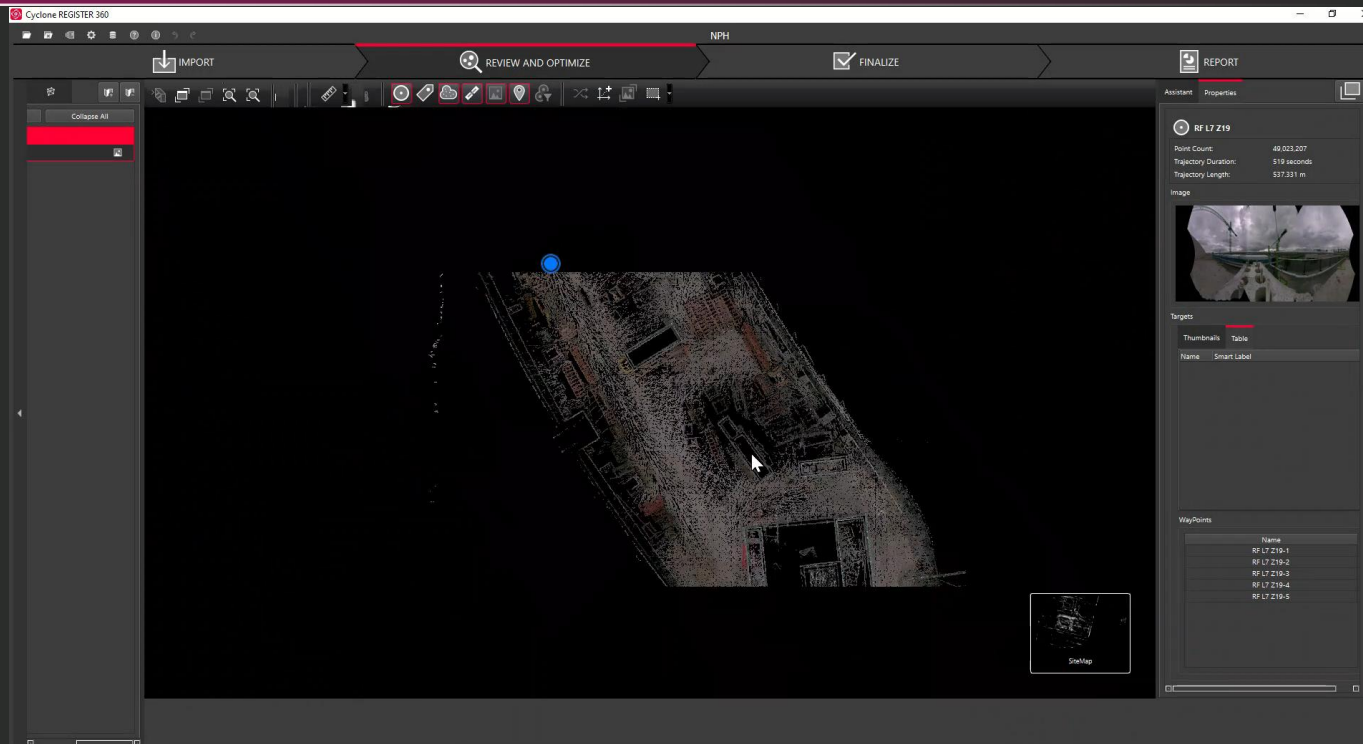 Cyclone REGISTER 360
NPH
IMPORT
REVIEW AND OPTIMIZE
FINALIZE
REPORT
Collapse All
Assistant Properties
RF L7 Z19
Point Count: 49,023,207
Trajectory Duration: 519 seconds
Trajectory Length: 537.331 m
Image
Targets
Thumbnails Table
Name Smart Label
WayPoints
Name
RF L7 Z19-1
RF L7 Z19-2
RF L7 Z19-3
RF L7 Z19-4
RF L7 Z19-5
SiteMap